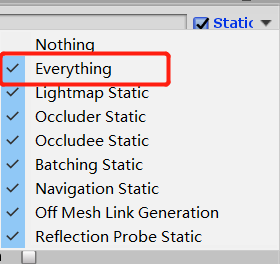 Static
Nothing
Everything
Lightmap Static
Occluder Static
Occludee Static
Batching Static
Navigation Static
Off Mesh Link Generation
Reflection Probe Static